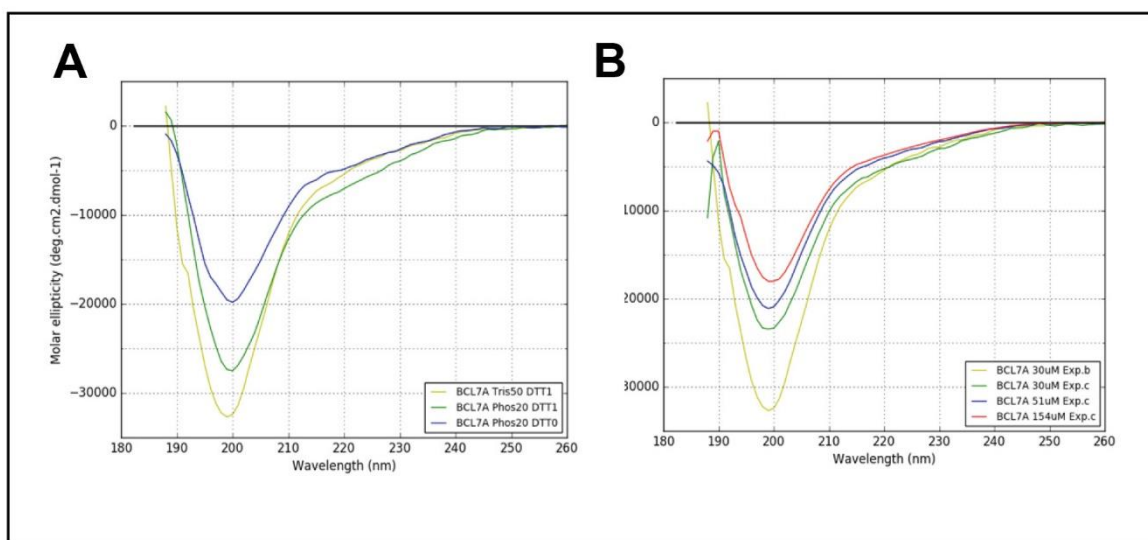 A
B
0
−10000
−20000
−30000
Molar ellipticity (deg.cm2.dmol-1)
180 190 200 210 220 230 240 250 260
Wavelength (nm)
BCL7A Tris50 DTT1
BCL7A Phos20 DTT1
BCL7A Phos20 DTT0
0
10000
20000
30000
180 190 200 210 220 230 240 250 260
Wavelength (nm)
BCL7A 30uM Exp.b
BCL7A 30uM Exp.c
BCL7A 51uM Exp.c
BCL7A 154uM Exp.c